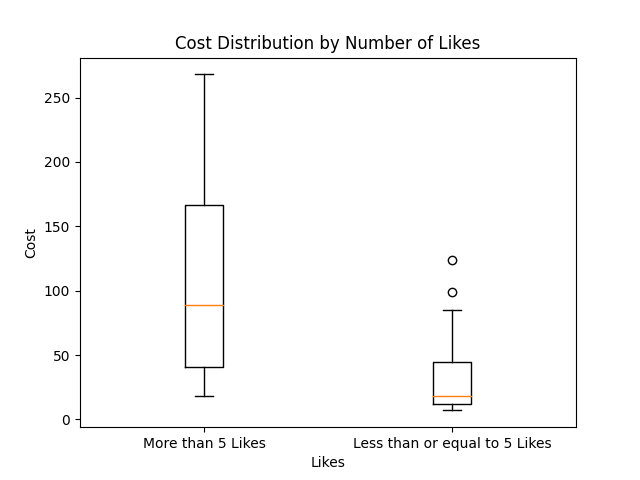 Cost Distribution by Number of Likes
250
200
150
100
50
0
Cost
More than 5 Likes
Less than or equal to 5 Likes
Likes